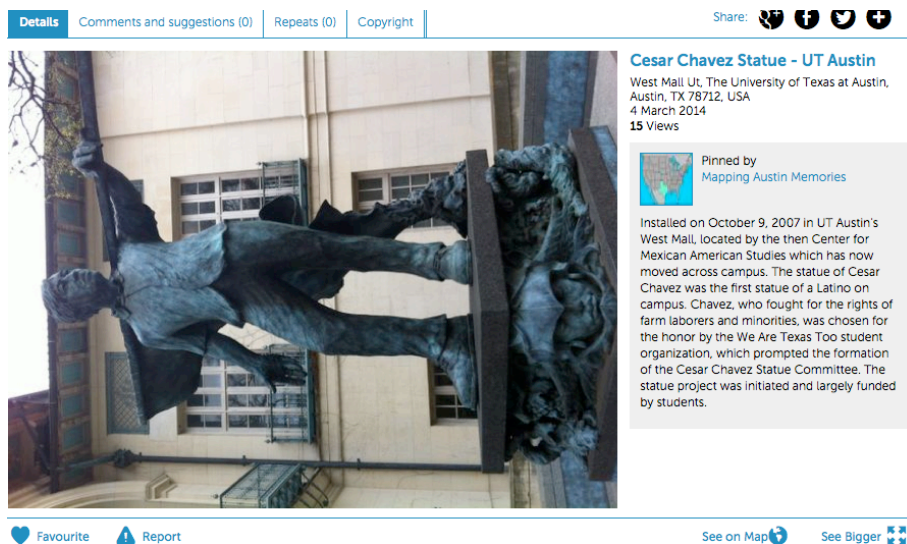 Details Comments and suggestions (0) Repeats (0) Copyright Share:
Cesar Chavez Statue - UT Austin
West Mall Ut, The University of Texas at Austin,
Austin, TX 78712, USA
4 March 2014
15 Views
Pinned by
Mapping Austin Memories
Installed on October 9, 2007 in UT Austin's
West Mall, located by the then Center for
Mexican American Studies which has now
moved across campus. The statue of Cesar
Chavez was the first statue of a Latino on
campus. Chavez, who fought for the rights of
farm laborers and minorities, was chosen for
the honor by the We Are Texas Too student
organization, which prompted the formation
of the Cesar Chavez Statue Committee. The
statue project was initiated and largely funded
by students.
Favourite Report See on Map See Bigger